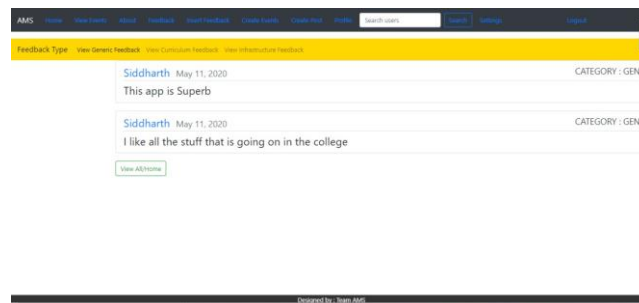 AMS Home View Events About Feedback Insert Feedback Create Events Create Post Profile Search users Search Settings Logout
Feedback Type View Generic Feedback View Curriculum Feedback View Infrastructure Feedback
Siddharth May 11, 2020 CATEGORY : GEN
This app is Superb
Siddharth May 11, 2020 CATEGORY : GEN
I like all the stuff that is going on in the college
View All/Home
Designed by : Team AMS